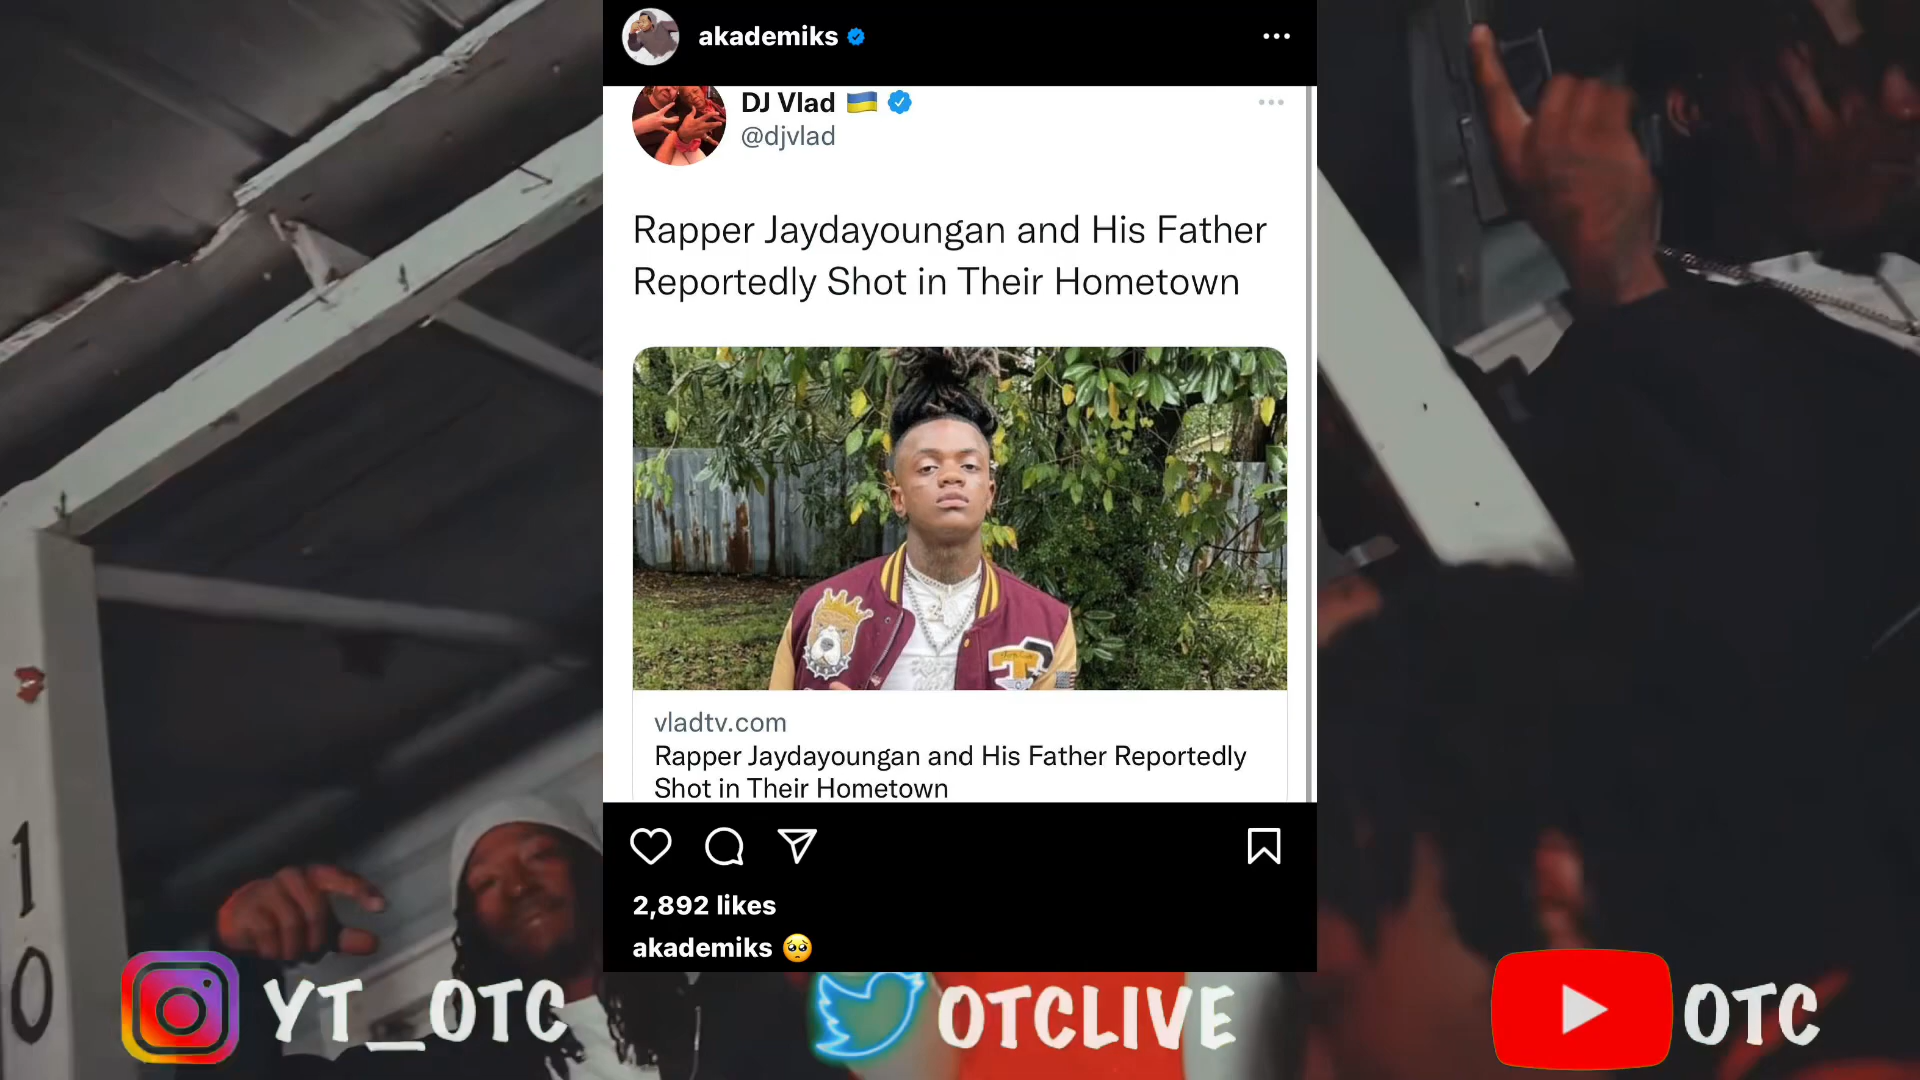 akademiks
DJ Vlad
@djvlad
Rapper Jaydayoungan and His Father
Reportedly Shot in Their Hometown
vladtv.com
Rapper Jaydayoungan and His Father Reportedly
Shot in Their Hometown
2,892 likes
akademiks 🥺
10
YT_OTC
OTCLIVE
OTC